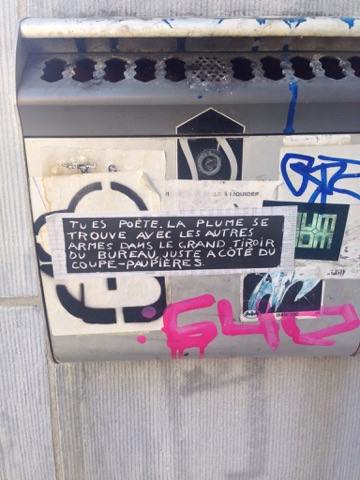 À LIQUIDER
TU ES POÈTE. LA PLUME SE
TROUVE AVEC LES AUTRES
ARMES DANS LE GRAND TIROIR
DU BUREAU, JUSTE À CÔTÉ DU
COUPE-PAUPIÈRES.